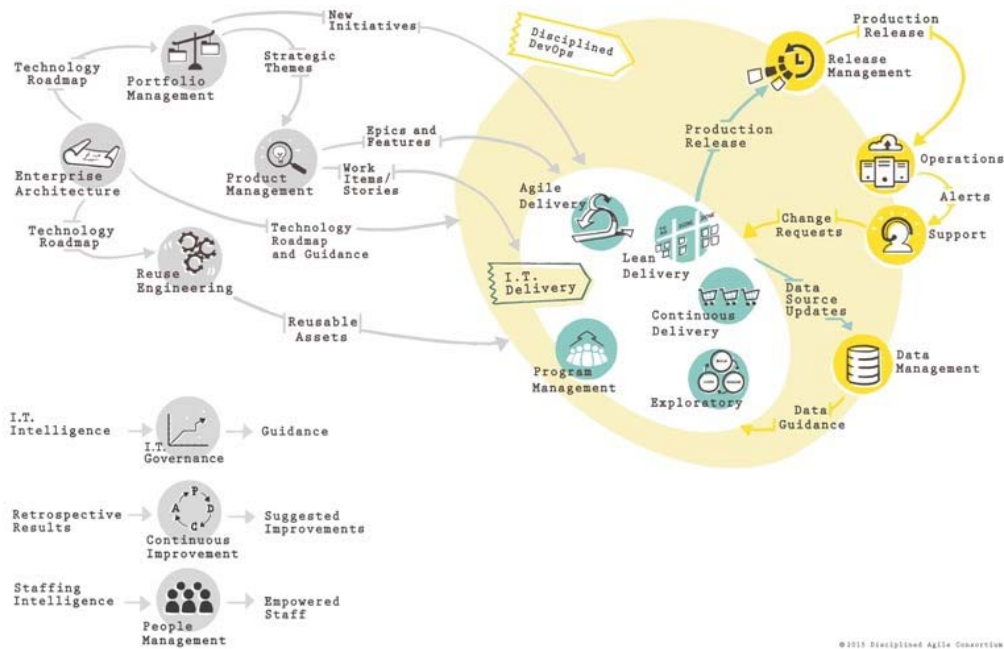 New
Initiatives
Disciplined
DevOps
Production
Release
Technology
Roadmap
Portfolio
Management
Strategic
Themes
Release
Management
Epics and
Features
Production
Release
Enterprise
Architecture
Product
Management
Work
Items/
Stories
Agile
Delivery
Operations
Alerts
Technology
Roadmap
Technology
Roadmap
and Guidance
Change
Requests
Support
Reuse
Engineering
I.T.
Delivery
Lean
Delivery
Data
Source
Updates
Reusable
Assets
Continuous
Delivery
Program
Management
Data
Management
Exploratory
Data
Guidance
I.T.
Intelligence
I.T.
Governance
Guidance
Retrospective
Results
P
A D
C
Continuous
Improvement
Suggested
Improvements
Staffing
Intelligence
People
Management
Empowered
Staff
©2015 Disciplined Agile Consortium